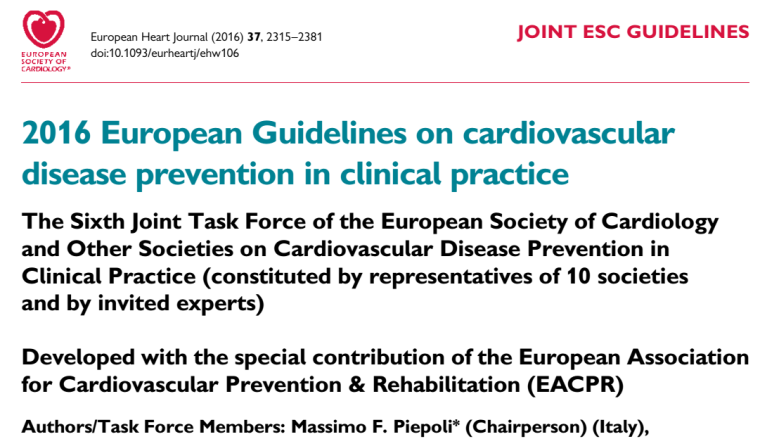 EUROPEAN
SOCIETY OF
CARDIOLOGY®
European Heart Journal (2016) 37, 2315–2381
doi:10.1093/eurheartj/ehw106
JOINT ESC GUIDELINES
2016 European Guidelines on cardiovascular
disease prevention in clinical practice
The Sixth Joint Task Force of the European Society of Cardiology
and Other Societies on Cardiovascular Disease Prevention in
Clinical Practice (constituted by representatives of 10 societies
and by invited experts)
Developed with the special contribution of the European Association
for Cardiovascular Prevention & Rehabilitation (EACPR)
Authors/Task Force Members: Massimo F. Piepoli* (Chairperson) (Italy),